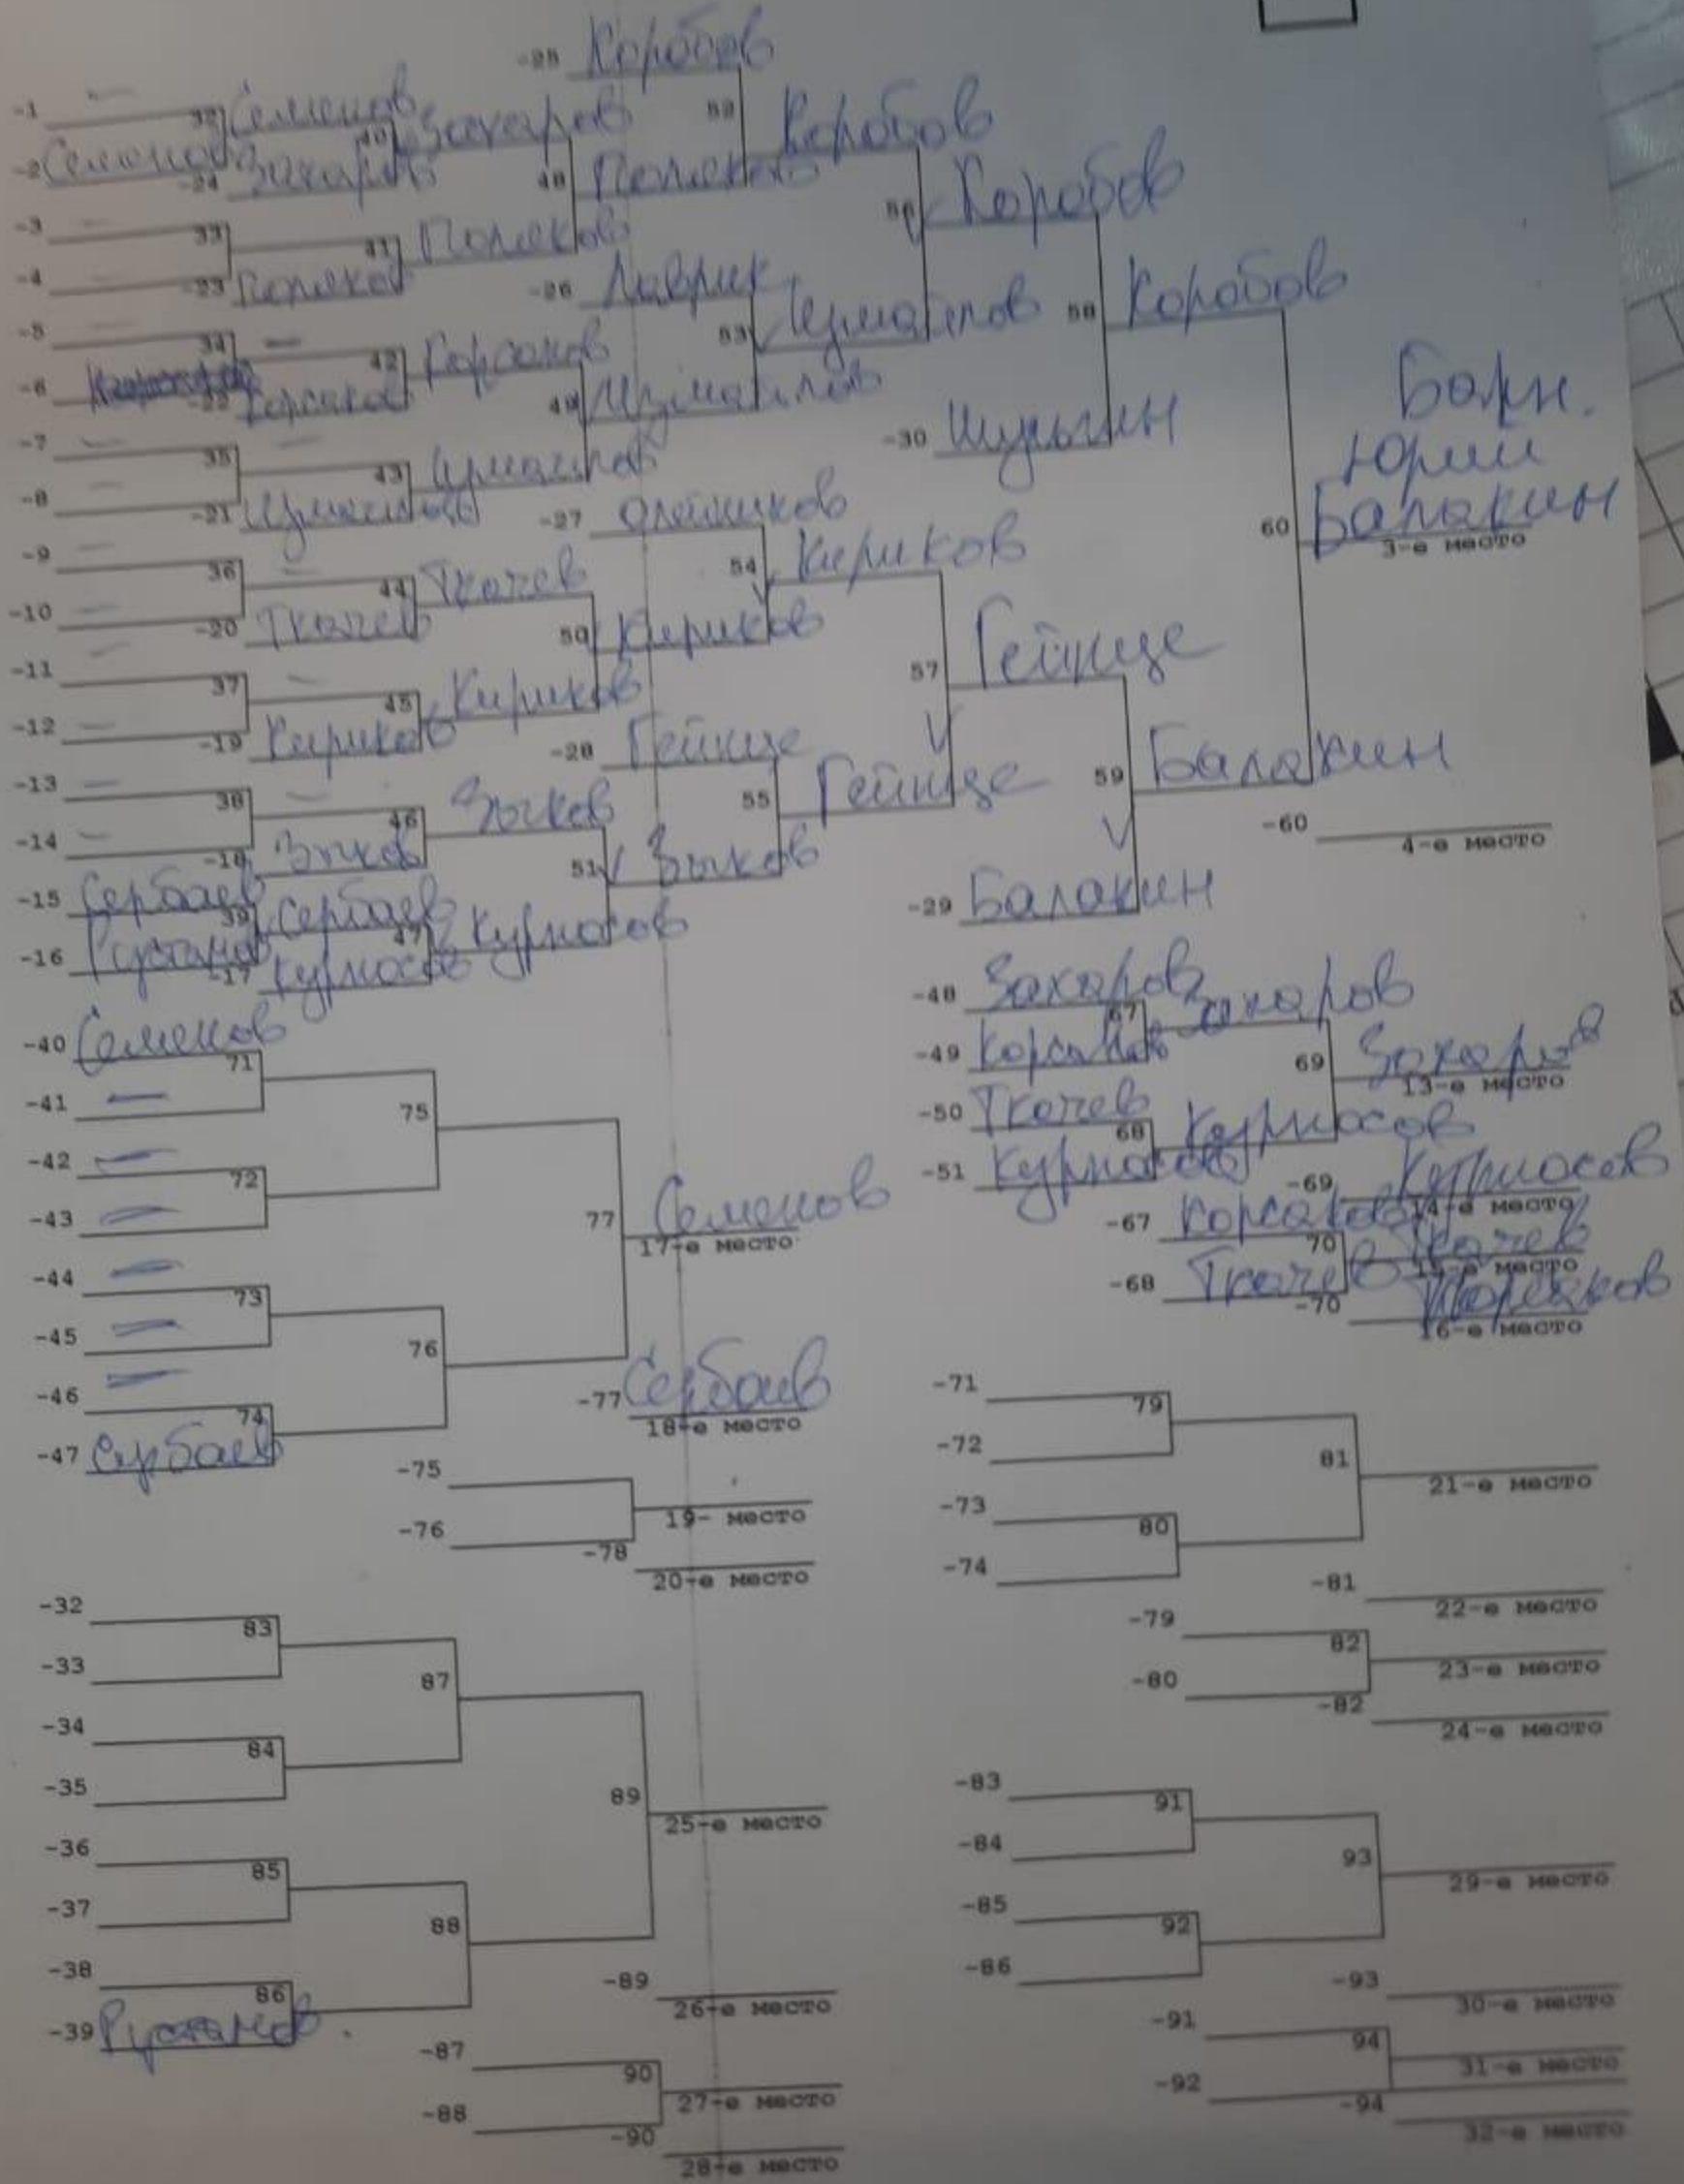 -25 Коробов
-1
32 Семенов
-2 Семенов
40 Захаров
-24 Захаров
52 Коробов
48 Поляков
-3
33
-4
41 Поляков
-23 Поляков
56 Коробов
-26 Лаврик
53 Измайлов
58 Коробов
-5
34
-6
42 Корсаков
-22 Корсаков
49 Измайлов
-7
35
-8
43 Измайлов
-21 Измайлов
-30 Шульгин
-27 Олейников
54 Кириков
Барн.
Юрий
60 Балакин
3-е место
-9
36
-10
44 Ткачев
-20 Ткачев
50 Кириков
-11
37
-12
45 Кириков
-19 Кириков
57 Гейнце
-28 Гейнце
55 Гейнце
59 Балакин
-60
4-е место
-13
38
-14
46 Зыков
-18 Зыков
51 Зыков
-15 Сербаев
39 Сербаев
-16 Рустамов
47 Курносов
-17 Курносов
-29 Балакин
-40 Семенов
71
-41
75
-42
72
-43
77 Семенов
17-е место
-44
73
-45
76
-46
74
-47 Сербаев
-77 Сербаев
18-е место
-75
-76
19- место
-78
20-е место
-48 Захаров
67 Захаров
-49 Корсаков
69 Захаров
13-е место
-50 Ткачев
68 Курносов
-51 Курносов
-69 Курносов
14-е место
-67 Корсаков
70 Ткачев
15-е место
-68 Ткачев
-70
16-е место
-71
79
-72
81
21-е место
-73
80
-74
-81
22-е место
-79
82
23-е место
-80
-82
24-е место
-32
83
-33
87
-34
84
-35
89
25-е место
-36
85
-37
88
-38
86
-39 Рустамов.
-89
26-е место
-87
90
27-е место
-88
-90
28-е место
-83
91
-84
93
29-е место
-85
92
-86
-93
30-е место
-91
94
31-е место
-92
-94
32-е место